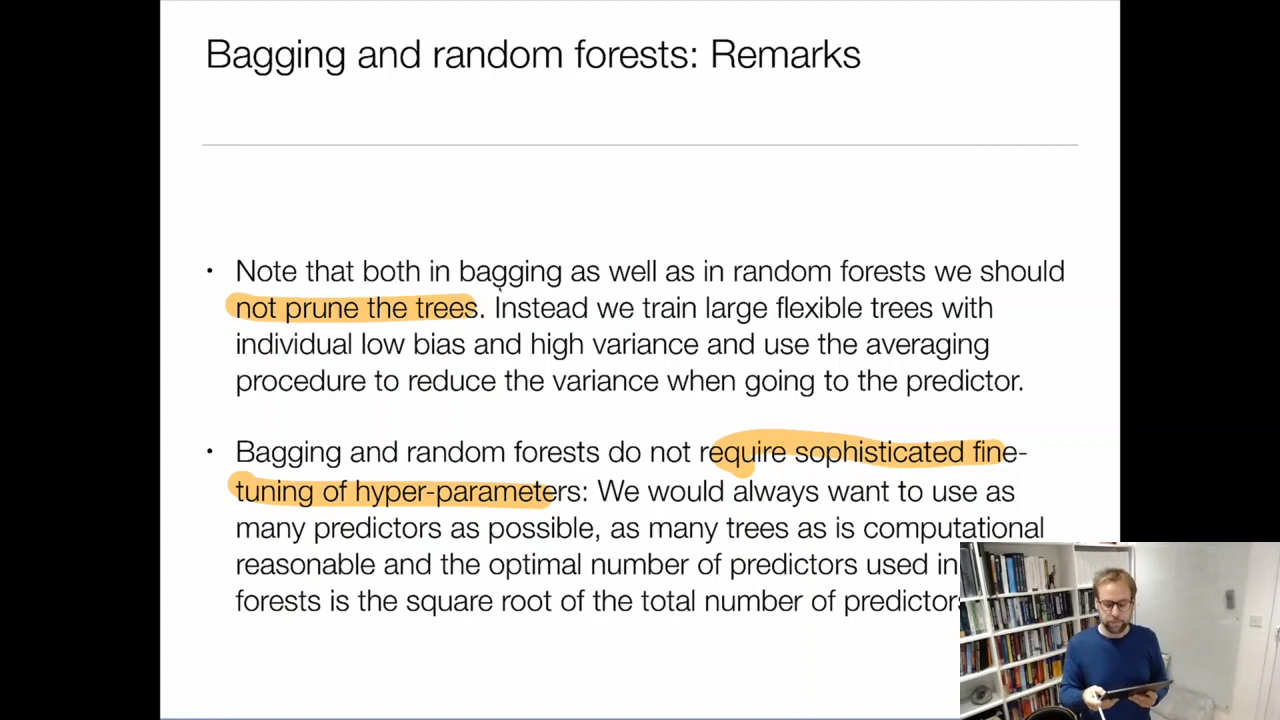 Bagging and random forests: Remarks
• Note that both in bagging as well as in random forests we should
not prune the trees. Instead we train large flexible trees with
individual low bias and high variance and use the averaging
procedure to reduce the variance when going to the predictor.
• Bagging and random forests do not require sophisticated fine-
tuning of hyper-parameters: We would always want to use as
many predictors as possible, as many trees as is computational
reasonable and the optimal number of predictors used in
forests is the square root of the total number of predictor